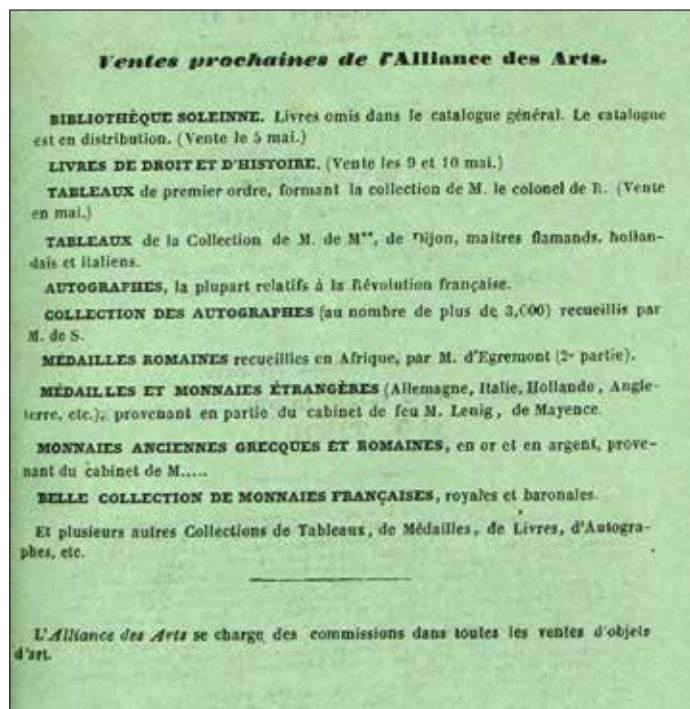 Ventes prochaines de l'Alliance des Arts.
BIBLIOTHÈQUE SOLEINNE. Livres omis dans le catalogue général. Le catalogue
est en distribution. (Vente le 5 mai.)
LIVRES DE DROIT ET D'HISTOIRE. (Vente les 9 et 10 mai.)
TABLEAUX de premier ordre, formant la collection de M. le colonel de R. (Vente
en mai.)
TABLEAUX de la Collection de M. de M**, de Dijon, maitres flamands, hollan-
dais et italiens.
AUTOGRAPHES, la plupart relatifs à la Révolution française.
COLLECTION DES AUTOGRAPHES (au nombre de plus de 3,000) recueillis par
M. de S.
MÉDAILLES ROMAINES recueillies en Afrique, par M. d'Egremont (2e partie).
MÉDAILLES ET MONNAIES ÉTRANGÈRES (Allemagne, Italie, Hollande, Angle-
terre, etc.), provenant en partie du cabinet de feu M. Lenig, de Mayence.
MONNAIES ANCIENNES GRECQUES ET ROMAINES, en or et en argent, prove-
nant du cabinet de M.....
BELLE COLLECTION DE MONNAIES FRANÇAISES, royales et baronales.
Et plusieurs autres Collections de Tableaux, de Médailles, de Livres, d'Autogra-
phes, etc.
L'Alliance des Arts se charge des commissions dans toutes les ventes d'objets
d'art.